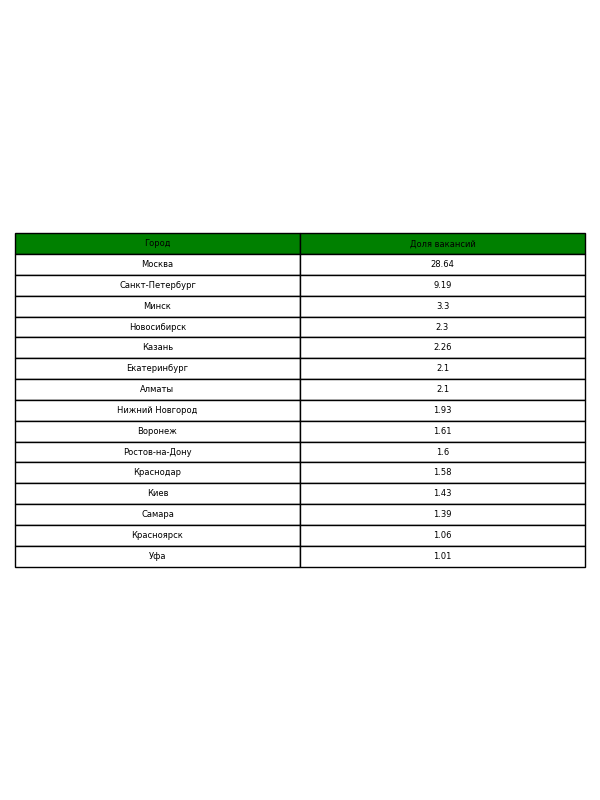 Город Доля вакансий
Москва 28.64
Санкт-Петербург 9.19
Минск 3.3
Новосибирск 2.3
Казань 2.26
Екатеринбург 2.1
Алматы 2.1
Нижний Новгород 1.93
Воронеж 1.61
Ростов-на-Дону 1.6
Краснодар 1.58
Киев 1.43
Самара 1.39
Красноярск 1.06
Уфа 1.01